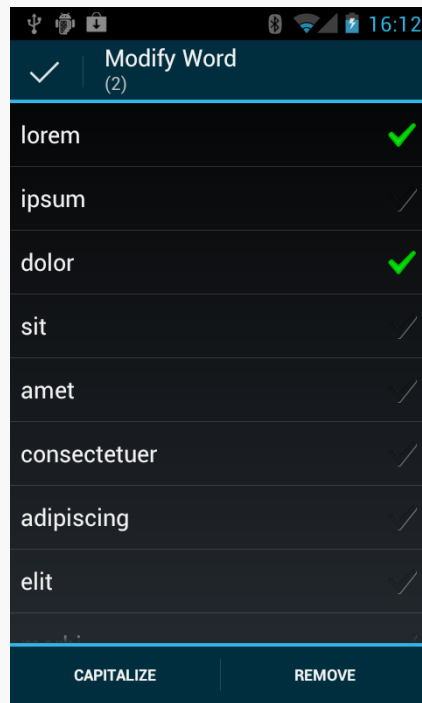 16:12
Modify Word
(2)
lorem
ipsum
dolor
sit
amet
consectetuer
adipiscing
elit
CAPITALIZE REMOVE